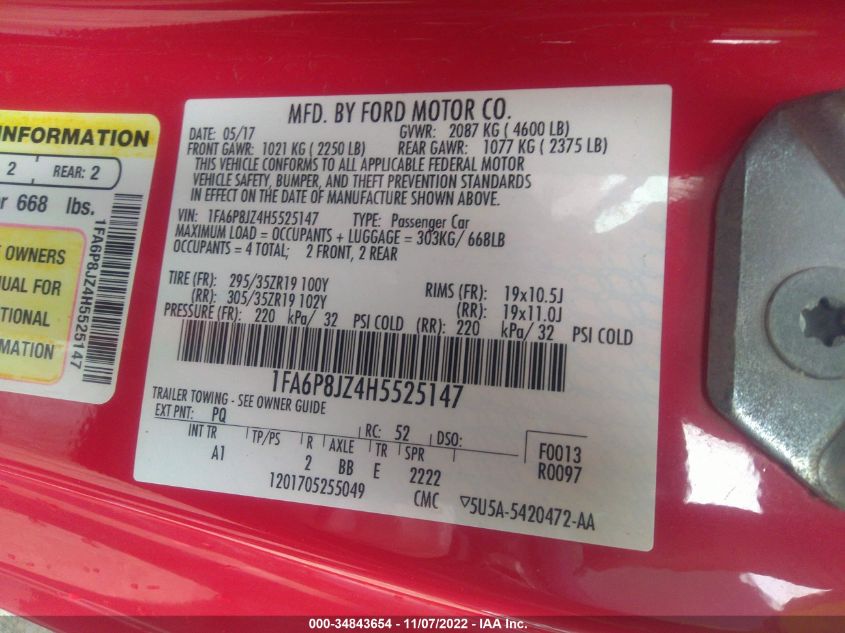 INFORMATION
2 REAR: 2
668 lbs.
OWNERS
FOR
1FA6P8JZ4H5525147
MFD. BY FORD MOTOR CO.
DATE: 05/17 GVWR: 2087 KG ( 4600 LB)
FRONT GAWR: 1021 KG ( 2250 LB) REAR GAWR: 1077 KG ( 2375 LB)
THIS VEHICLE CONFORMS TO ALL APPLICABLE FEDERAL MOTOR
VEHICLE SAFETY, BUMPER, AND THEFT PREVENTION STANDARDS
IN EFFECT ON THE DATE OF MANUFACTURE SHOWN ABOVE.
VIN: 1FA6P8JZ4H5525147 TYPE: Passenger Car
MAXIMUM LOAD = OCCUPANTS + LUGGAGE = 303KG/ 668LB
OCCUPANTS = 4 TOTAL; 2 FRONT, 2 REAR
TIRE (FR): 295/35ZR19 100Y RIMS (FR): 19x10.5J
(RR): 305/35ZR19 102Y (RR): 19x11.0J
PRESSURE (FR): 220 kPa/ 32 PSI COLD (RR): 220 kPa/ 32 PSI COLD
1FA6P8JZ4H5525147
TRAILER TOWING - SEE OWNER GUIDE
EXT PNT: PQ RC: 52 DSO:
INT TR TP/PS R AXLE TR SPR F0013
A1 2 BB E 2222 R0097
1201705255049 CMC ▽5U5A-5420472-AA
000-34843654 - 11/07/2022 - IAA Inc.